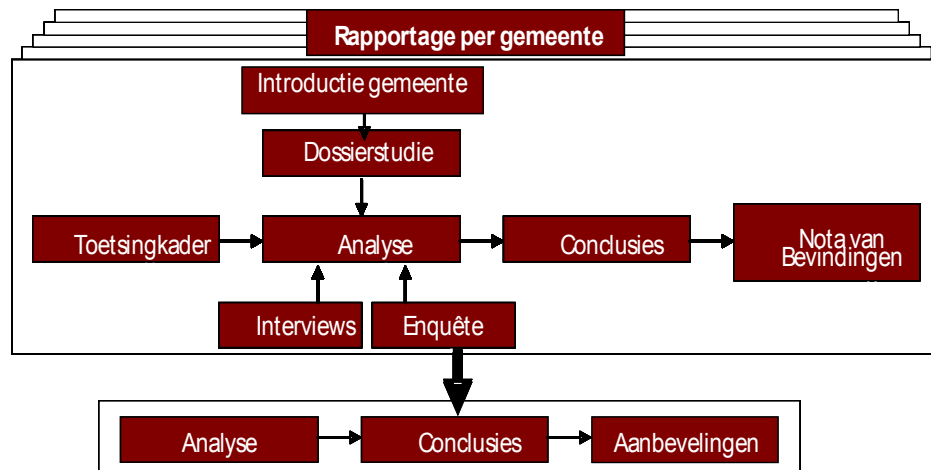 Rapportage per gemeente
Introductie gemeente
Dossierstudie
Toetsingkader
Analyse
Conclusies
Nota van
Bevindingen
Interviews
Enquête
Analyse
Conclusies
Aanbevelingen